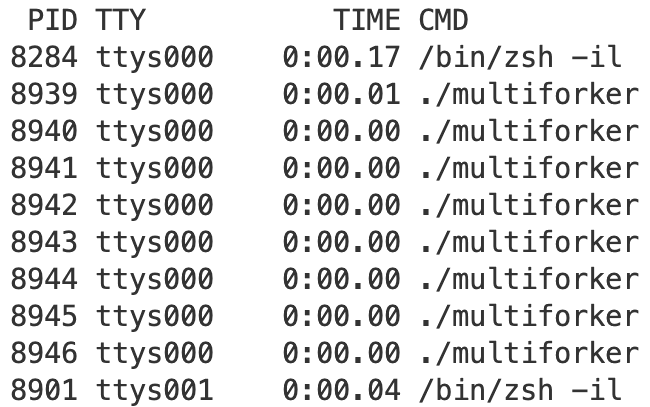 PID TTY TIME CMD
8284 ttys000 0:00.17 /bin/zsh -il
8939 ttys000 0:00.01 ./multiforker
8940 ttys000 0:00.00 ./multiforker
8941 ttys000 0:00.00 ./multiforker
8942 ttys000 0:00.00 ./multiforker
8943 ttys000 0:00.00 ./multiforker
8944 ttys000 0:00.00 ./multiforker
8945 ttys000 0:00.00 ./multiforker
8946 ttys000 0:00.00 ./multiforker
8901 ttys001 0:00.04 /bin/zsh -il